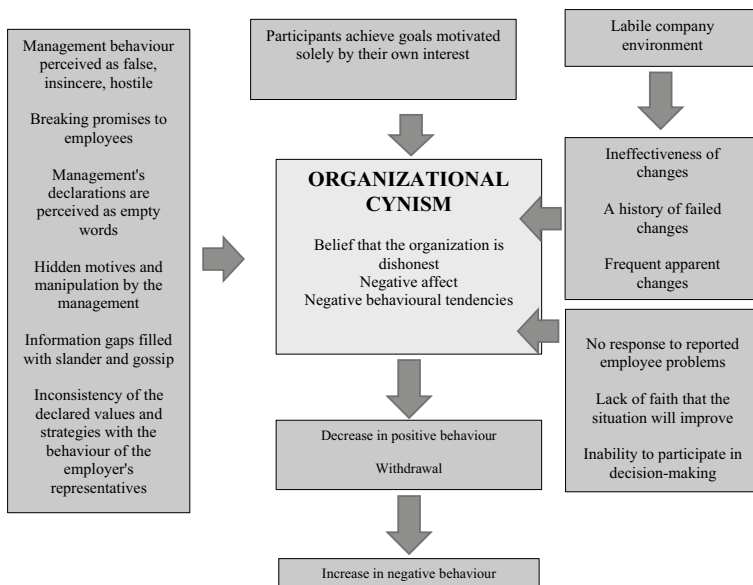 Management behaviour
perceived as false,
insincere, hostile
Breaking promises to
employees
Management's
declarations are
perceived as empty
words
Hidden motives and
manipulation by the
management
Information gaps filled
with slander and gossip
Inconsistency of the
declared values and
strategies with the
behaviour of the
employer's
representatives
Participants achieve goals motivated
solely by their own interest
ORGANIZATIONAL
CYNISM
Belief that the organization is
dishonest
Negative affect
Negative behavioural tendencies
Decrease in positive behaviour
Withdrawal
Increase in negative behaviour
Labile company
environment
Ineffectiveness of
changes
A history of failed
changes
Frequent apparent
changes
No response to reported
employee problems
Lack of faith that the
situation will improve
Inability to participate in
decision-making